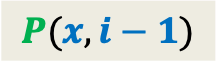 P(x, i − 1)